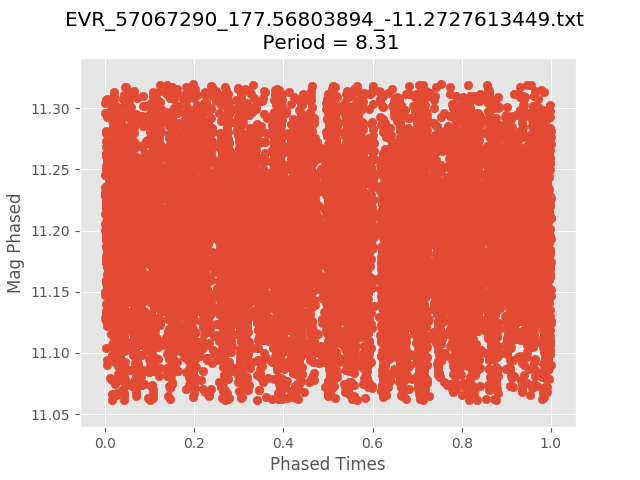 EVR_57067290_177.56803894_-11.2727613449.txt
Period = 8.31
Mag Phased
11.30
11.25
11.20
11.15
11.10
11.05
0.0 0.2 0.4 0.6 0.8 1.0
Phased Times